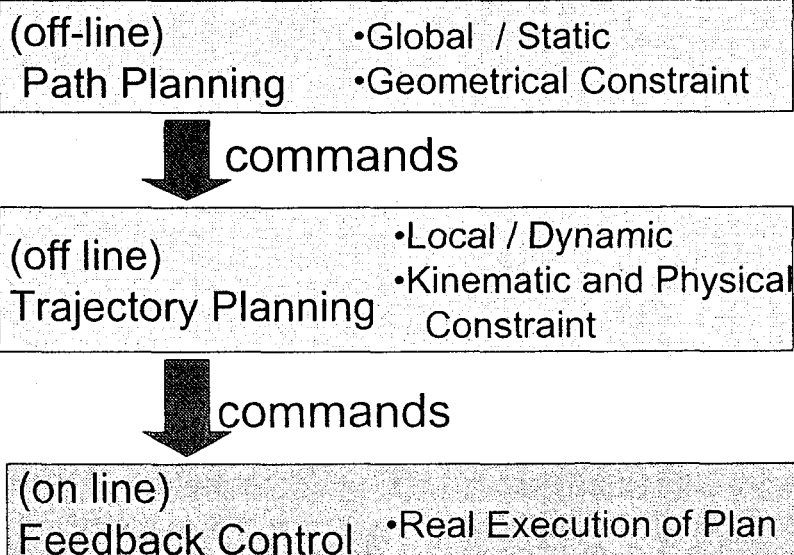 (off-line)
Path Planning
•Global / Static
•Geometrical Constraint
commands
(off line)
Trajectory Planning
•Local / Dynamic
•Kinematic and Physical
Constraint
commands
(on line)
Feedback Control
•Real Execution of Plan